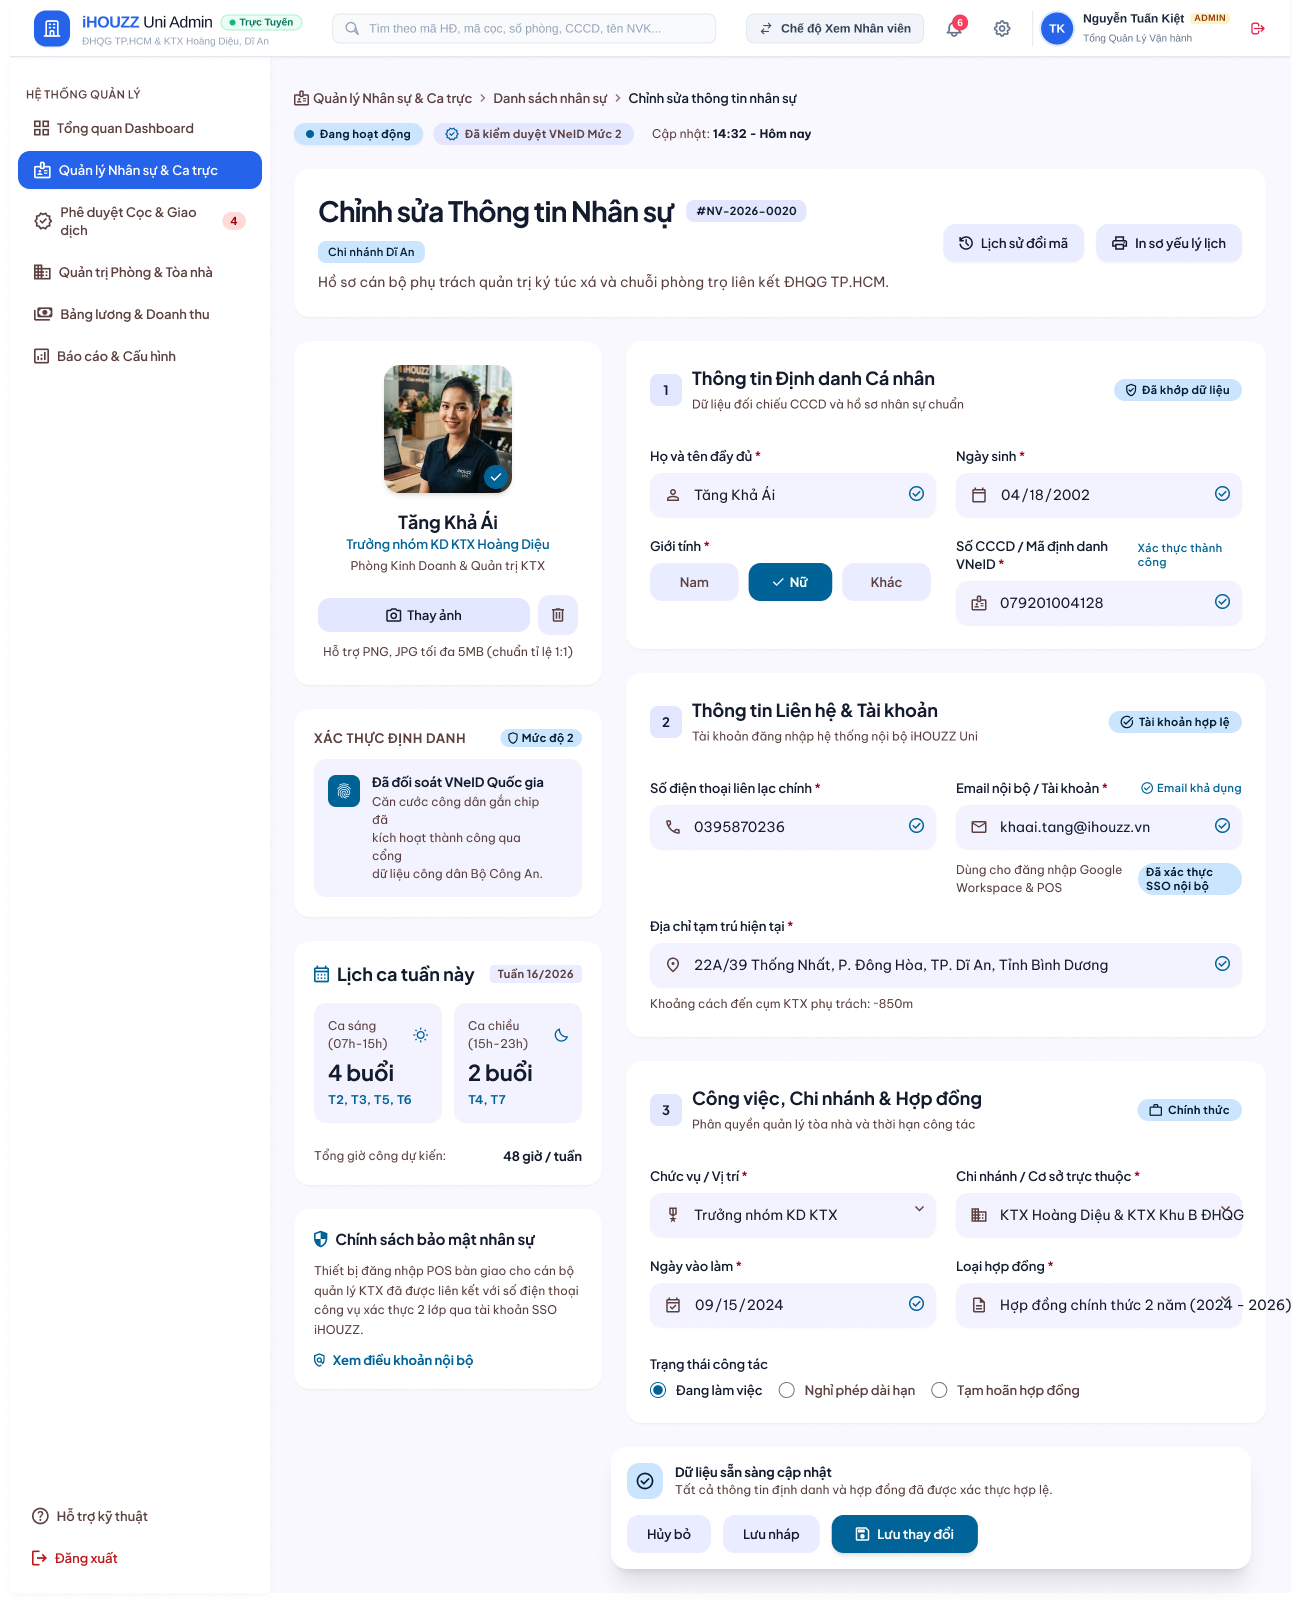 iHOUZZ Uni Admin
Trực Tuyến
ĐHQG TP.HCM & KTX Hoàng Diệu, Dĩ An
Tìm theo mã HĐ, mã cọc, số phòng, CCCD, tên NVK...
Chế độ Xem Nhân viên
6
TK
Nguyễn Tuấn Kiệt
ADMIN
Tổng Quản Lý Vận hành
HỆ THỐNG QUẢN LÝ
Tổng quan Dashboard
Quản lý Nhân sự & Ca trực
Phê duyệt Cọc & Giao
dịch
4
Quản trị Phòng & Tòa nhà
Bảng lương & Doanh thu
Báo cáo & Cấu hình
Hỗ trợ kỹ thuật
Đăng xuất
Quản lý Nhân sự & Ca trực > Danh sách nhân sự > Chỉnh sửa thông tin nhân sự
Đang hoạt động
Đã kiểm duyệt VNeID Mức 2
Cập nhật: 14:32 - Hôm nay
Chỉnh sửa Thông tin Nhân sự
#NV-2026-0020
Chi nhánh Dĩ An
Hồ sơ cán bộ phụ trách quản trị ký túc xá và chuỗi phòng trọ liên kết ĐHQG TP.HCM.
Lịch sử đổi mã
In sơ yếu lý lịch
Tăng Khả Ái
Trưởng nhóm KD KTX Hoàng Diệu
Phòng Kinh Doanh & Quản trị KTX
Thay ảnh
Hỗ trợ PNG, JPG tối đa 5MB (chuẩn tỉ lệ 1:1)
XÁC THỰC ĐỊNH DANH
Mức độ 2
Đã đối soát VNeID Quốc gia
Căn cước công dân gắn chip
đã
kích hoạt thành công qua
cổng
dữ liệu công dân Bộ Công An.
Lịch ca tuần này
Tuần 16/2026
Ca sáng
(07h-15h)
4 buổi
T2, T3, T5, T6
Ca chiều
(15h-23h)
2 buổi
T4, T7
Tổng giờ công dự kiến:
48 giờ / tuần
Chính sách bảo mật nhân sự
Thiết bị đăng nhập POS bàn giao cho cán bộ
quản lý KTX đã được liên kết với số điện thoại
công vụ xác thực 2 lớp qua tài khoản SSO
iHOUZZ.
Xem điều khoản nội bộ
1
Thông tin Định danh Cá nhân
Dữ liệu đối chiếu CCCD và hồ sơ nhân sự chuẩn
Đã khớp dữ liệu
Họ và tên đầy đủ *
Tăng Khả Ái
Ngày sinh *
04/18/2002
Giới tính *
Nam
Nữ
Khác
Số CCCD / Mã định danh
VNeID *
Xác thực thành
công
079201004128
2
Thông tin Liên hệ & Tài khoản
Tài khoản đăng nhập hệ thống nội bộ iHOUZZ Uni
Tài khoản hợp lệ
Số điện thoại liên lạc chính *
0395870236
Email nội bộ / Tài khoản *
Email khả dụng
khaai.tang@ihouzz.vn
Dùng cho đăng nhập Google
Workspace & POS
Đã xác thực
SSO nội bộ
Địa chỉ tạm trú hiện tại *
22A/39 Thống Nhất, P. Đông Hòa, TP. Dĩ An, Tỉnh Bình Dương
Khoảng cách đến cụm KTX phụ trách: ~850m
3
Công việc, Chi nhánh & Hợp đồng
Phân quyền quản lý tòa nhà và thời hạn công tác
Chính thức
Chức vụ / Vị trí *
Trưởng nhóm KD KTX
Chi nhánh / Cơ sở trực thuộc *
KTX Hoàng Diệu & KTX Khu B ĐHQG
Ngày vào làm *
09/15/2024
Loại hợp đồng *
Hợp đồng chính thức 2 năm (2024 - 2026)
Trạng thái công tác
Đang làm việc
Nghỉ phép dài hạn
Tạm hoãn hợp đồng
Dữ liệu sẵn sàng cập nhật
Tất cả thông tin định danh và hợp đồng đã được xác thực hợp lệ.
Hủy bỏ
Lưu nháp
Lưu thay đổi